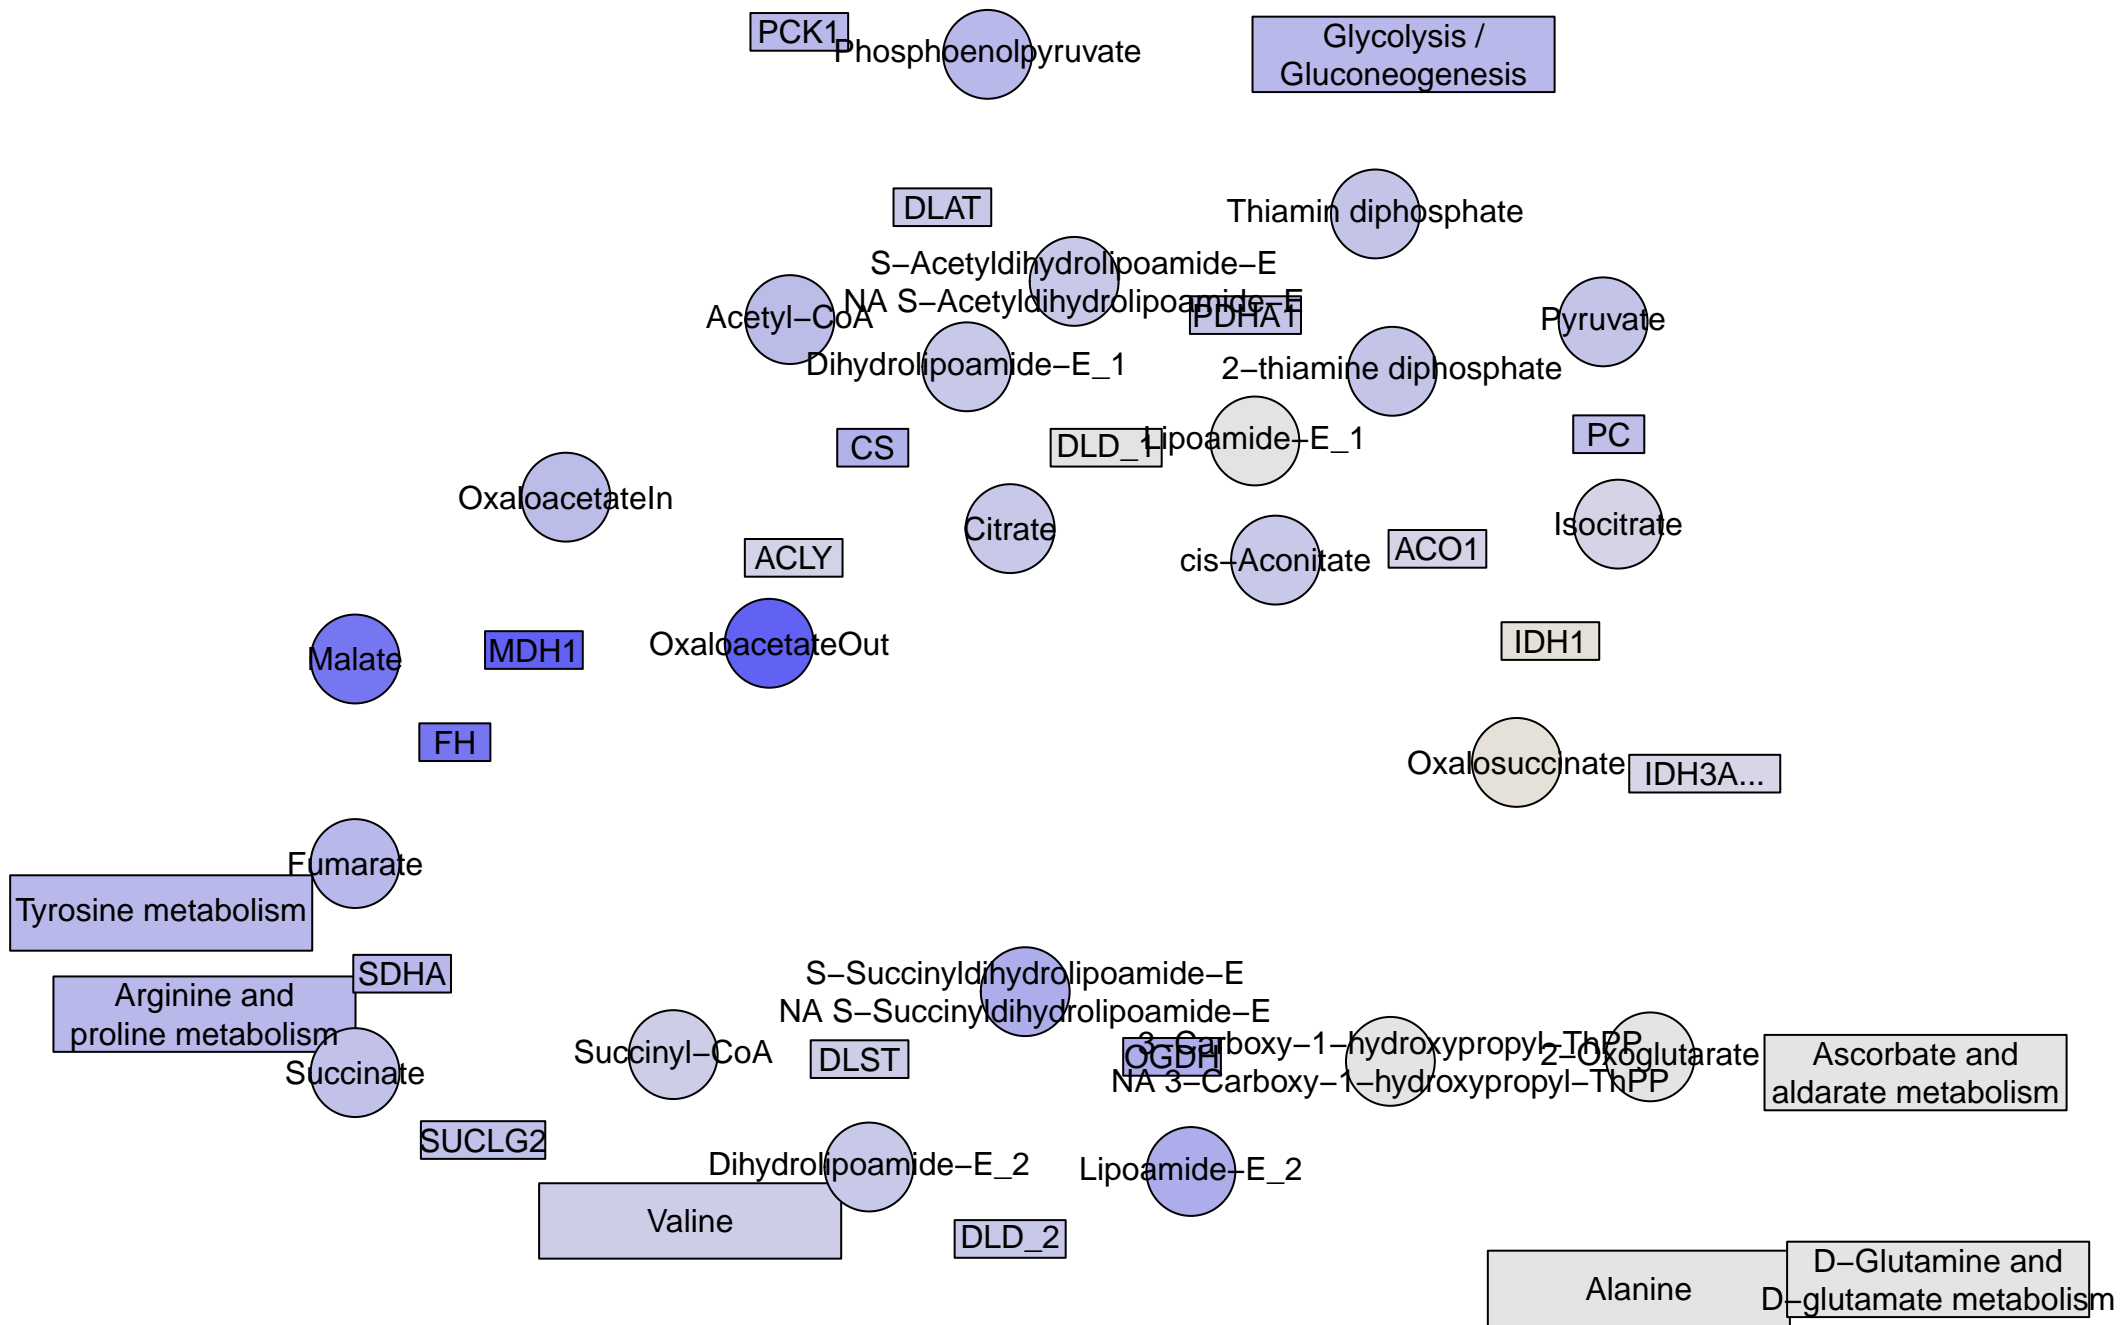 PCK1
Phosphoenolpyruvate
Glycolysis /
Gluconeogenesis
DLAT
Thiamin diphosphate
S−Acetyldihydrolipoamide−E
NA S−Acetyldihydrolipoamide−E
Acetyl−CoA
PDHA1
Pyruvate
Dihydrolipoamide−E_1
2−thiamine diphosphate
CS
DLD_1
Lipoamide−E_1
PC
OxaloacetateIn
Citrate
Isocitrate
ACLY
cis−Aconitate
ACO1
Malate
MDH1
OxaloacetateOut
IDH1
FH
Oxalosuccinate
IDH3A...
Fumarate
Tyrosine metabolism
SDHA
Arginine and
proline metabolism
S−Succinyldihydrolipoamide−E
NA S−Succinyldihydrolipoamide−E
Succinate
Succinyl−CoA
DLST
OGDH
3−Carboxy−1−hydroxypropyl−ThPP
NA 3−Carboxy−1−hydroxypropyl−ThPP
2−Oxoglutarate
Ascorbate and
aldarate metabolism
SUCLG2
Dihydrolipoamide−E_2
Lipoamide−E_2
Valine
DLD_2
Alanine
D−Glutamine and
D−glutamate metabolism